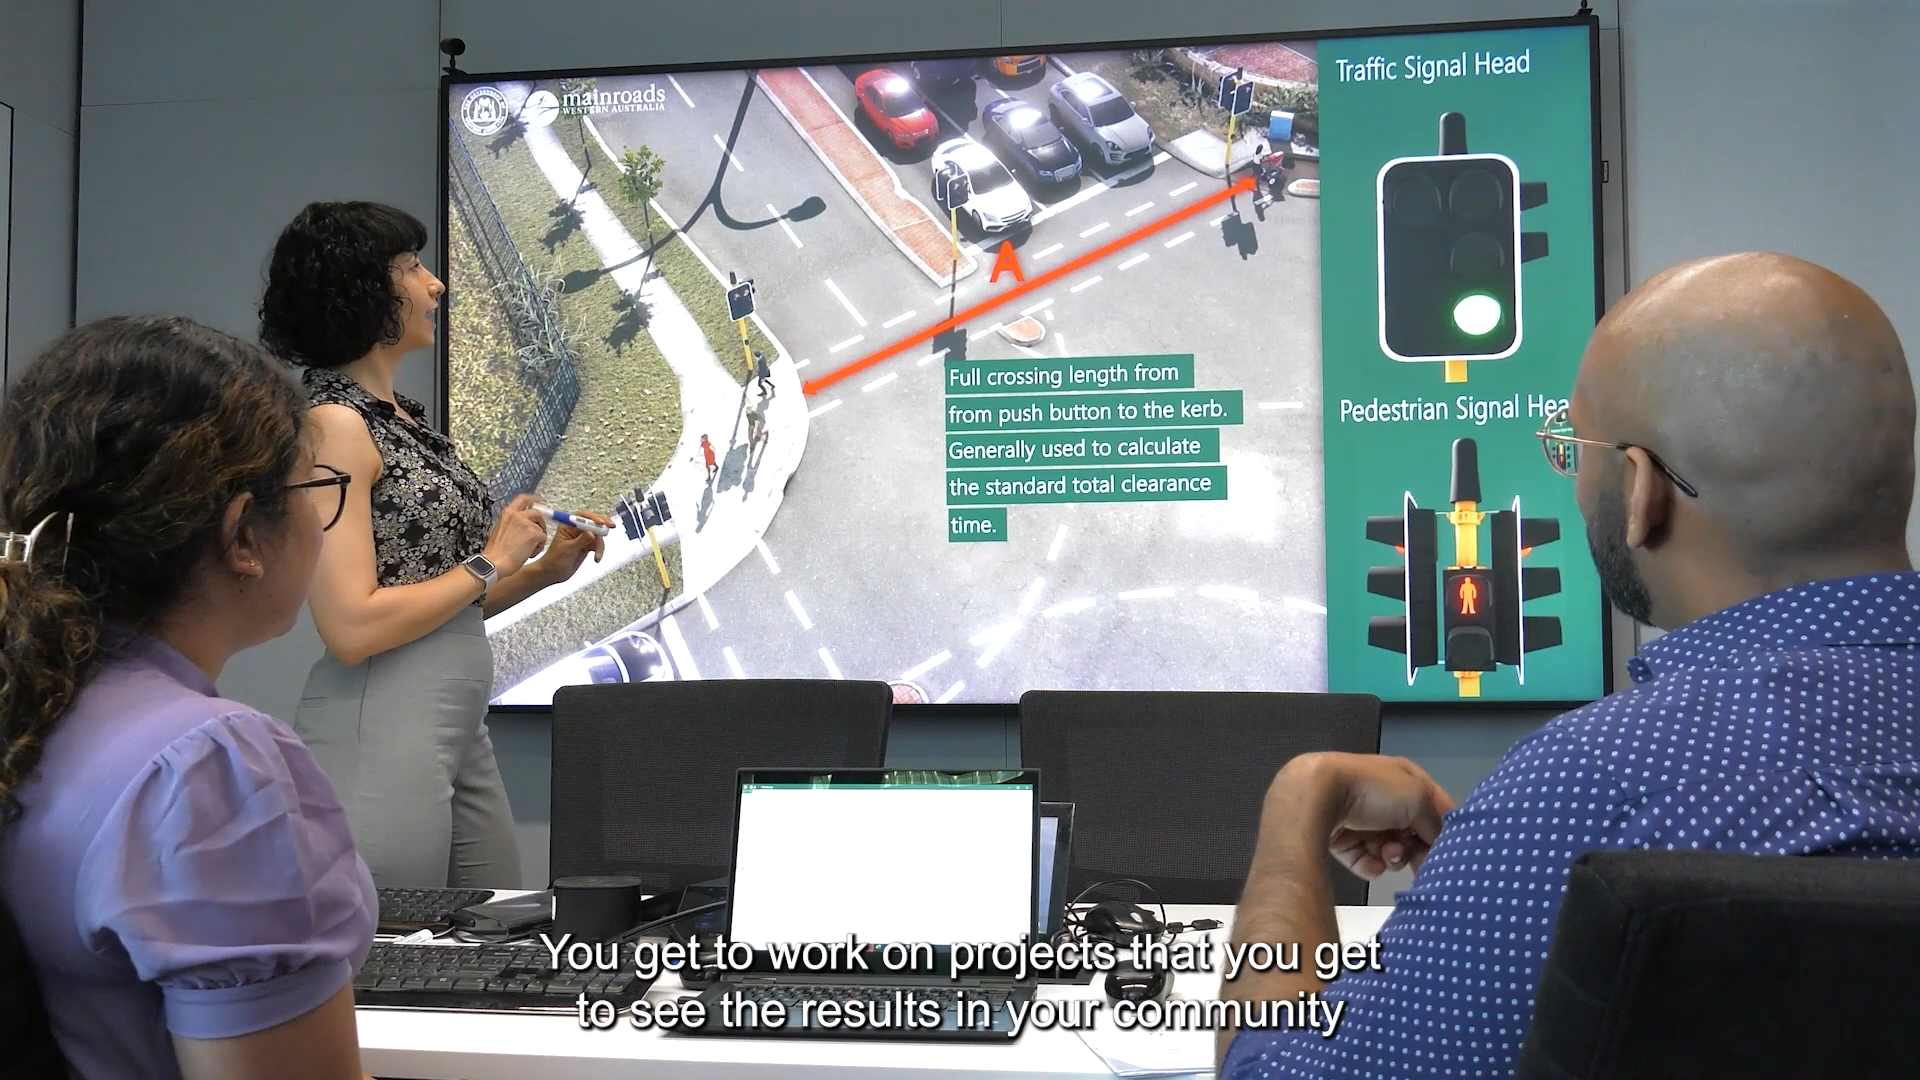 mainroads
WESTERN AUSTRALIA
Traffic Signal Head
A
Full crossing length from
from push button to the kerb.
Generally used to calculate
the standard total clearance
time.
Pedestrian Signal Hea
You get to work on projects that you get
to see the results in your community